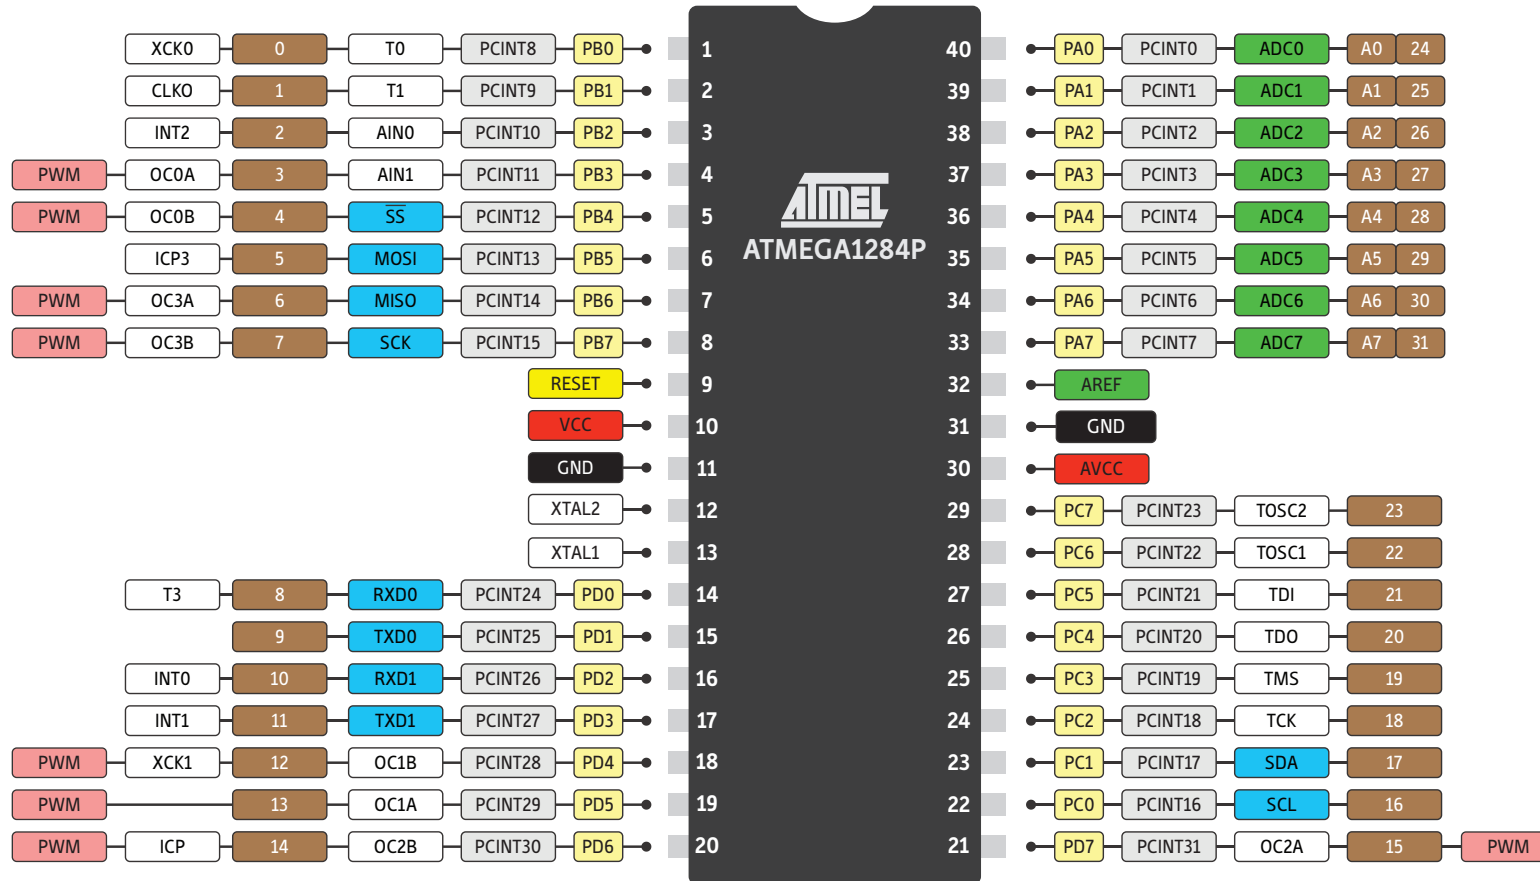 XCK0 0 T0 PCINT8 PB0 1 40 PA0 PCINT0 ADC0 A0 24
CLKO 1 T1 PCINT9 PB1 2 39 PA1 PCINT1 ADC1 A1 25
INT2 2 AIN0 PCINT10 PB2 3 38 PA2 PCINT2 ADC2 A2 26
PWM OC0A 3 AIN1 PCINT11 PB3 4 37 PA3 PCINT3 ADC3 A3 27
PWM OC0B 4 SS PCINT12 PB4 5 ATMEL 36 PA4 PCINT4 ADC4 A4 28
ICP3 5 MOSI PCINT13 PB5 6 ATMEGA1284P 35 PA5 PCINT5 ADC5 A5 29
PWM OC3A 6 MISO PCINT14 PB6 7 34 PA6 PCINT6 ADC6 A6 30
PWM OC3B 7 SCK PCINT15 PB7 8 33 PA7 PCINT7 ADC7 A7 31
RESET 9 32 AREF
VCC 10 31 GND
GND 11 30 AVCC
XTAL2 12 29 PC7 PCINT23 TOSC2 23
XTAL1 13 28 PC6 PCINT22 TOSC1 22
T3 8 RXD0 PCINT24 PD0 14 27 PC5 PCINT21 TDI 21
9 TXD0 PCINT25 PD1 15 26 PC4 PCINT20 TDO 20
INT0 10 RXD1 PCINT26 PD2 16 25 PC3 PCINT19 TMS 19
INT1 11 TXD1 PCINT27 PD3 17 24 PC2 PCINT18 TCK 18
PWM XCK1 12 OC1B PCINT28 PD4 18 23 PC1 PCINT17 SDA 17
PWM 13 OC1A PCINT29 PD5 19 22 PC0 PCINT16 SCL 16
PWM ICP 14 OC2B PCINT30 PD6 20 21 PD7 PCINT31 OC2A 15 PWM